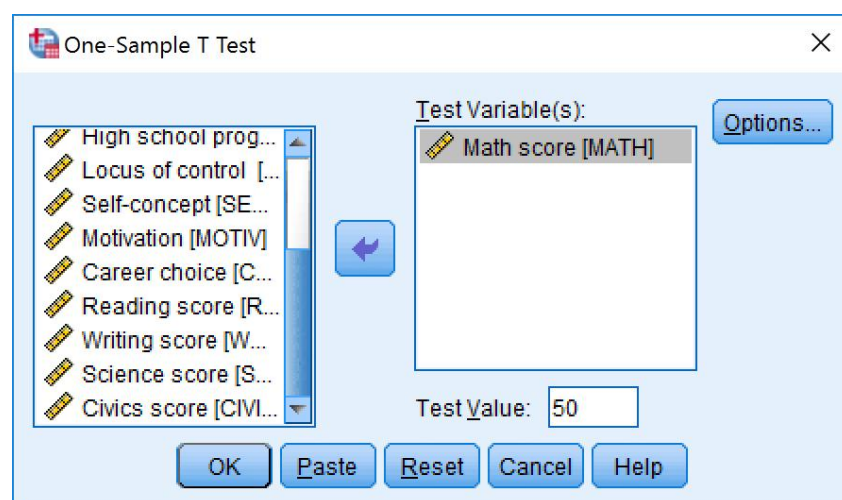 One-Sample T Test
High school prog...
Locus of control [...
Self-concept [SE...
Motivation [MOTIV]
Career choice [C...
Reading score [R...
Writing score [W...
Science score [S...
Civics score [CIVI...
Test Variable(s):
Math score [MATH]
Options...
Test Value: 50
OK Paste Reset Cancel Help